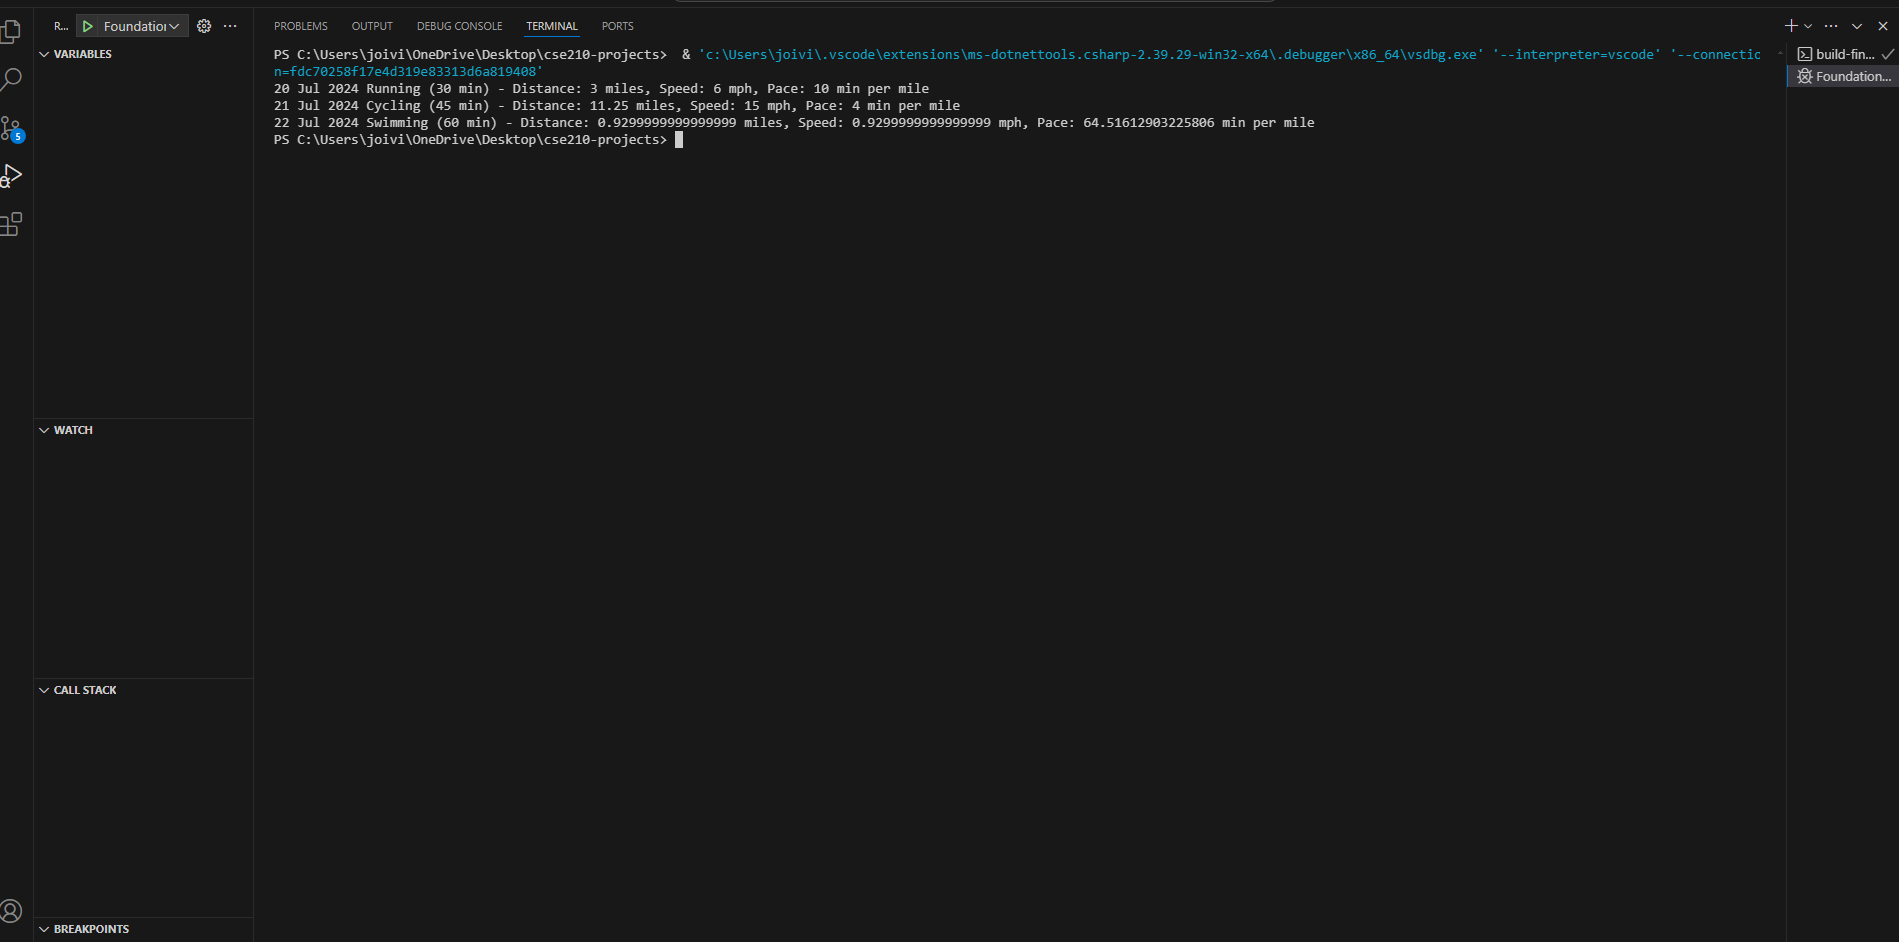 R... Foundation
PROBLEMS OUTPUT DEBUG CONSOLE TERMINAL PORTS
VARIABLES
PS C:\Users\joivi\OneDrive\Desktop\cse210-projects>  & 'c:\Users\joivi\.vscode\extensions\ms-dotnettools.csharp-2.39.29-win32-x64\.debugger\x86_64\vsdbg.exe' '--interpreter=vscode' '--connectio
n=fdc70258f17e4d319e83313d6a819408'
20 Jul 2024 Running (30 min) - Distance: 3 miles, Speed: 6 mph, Pace: 10 min per mile
21 Jul 2024 Cycling (45 min) - Distance: 11.25 miles, Speed: 15 mph, Pace: 4 min per mile
22 Jul 2024 Swimming (60 min) - Distance: 0.9299999999999999 miles, Speed: 0.9299999999999999 mph, Pace: 64.51612903225806 min per mile
PS C:\Users\joivi\OneDrive\Desktop\cse210-projects>
build-fin...
Foundation...
5
WATCH
CALL STACK
BREAKPOINTS